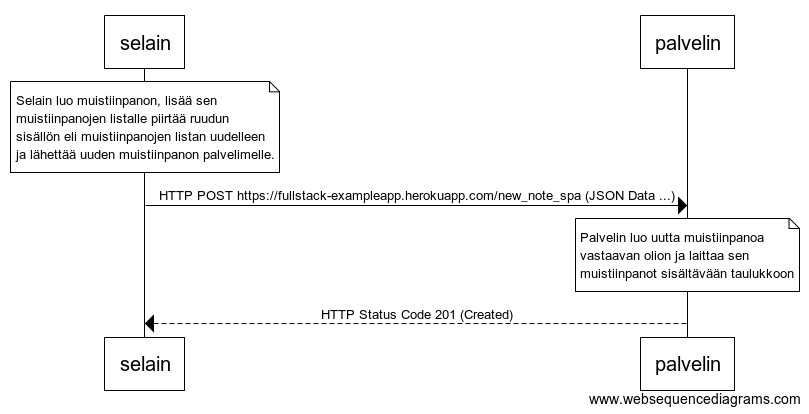 selain
palvelin
Selain luo muistiinpanon, lisää sen
muistiinpanojen listalle piirtää ruudun
sisällön eli muistiinpanojen listan uudelleen
ja lähettää uuden muistiinpanon palvelimelle.
HTTP POST https://fullstack-exampleapp.herokuapp.com/new_note_spa (JSON Data ...)
Palvelin luo uutta muistiinpanoa
vastaavan olion ja laittaa sen
muistiinpanot sisältävään taulukkoon
HTTP Status Code 201 (Created)
selain
palvelin
www.websequencediagrams.com